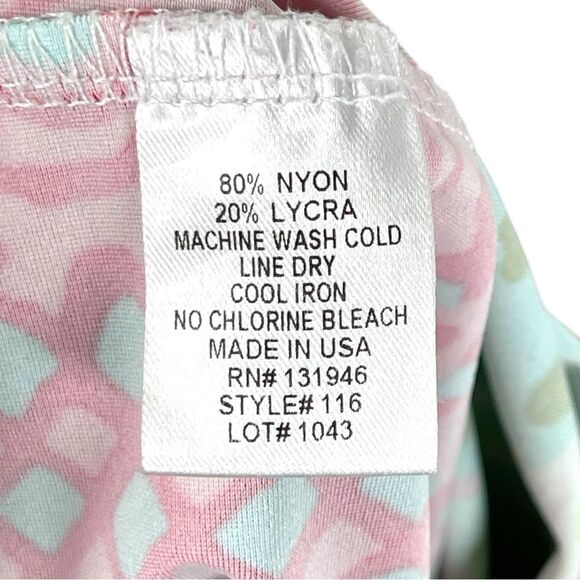 80% NYON
20% LYCRA
MACHINE WASH COLD
LINE DRY
COOL IRON
NO CHLORINE BLEACH
MADE IN USA
RN# 131946
STYLE# 116
LOT# 1043